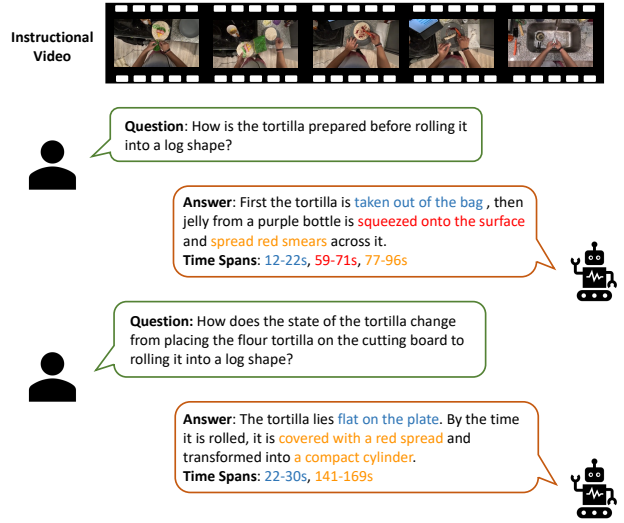 Instructional
Video
Question: How is the tortilla prepared before rolling it
into a log shape?
Answer: First the tortilla is taken out of the bag , then
jelly from a purple bottle is squeezed onto the surface
and spread red smears across it.
Time Spans: 12-22s, 59-71s, 77-96s
Question: How does the state of the tortilla change
from placing the flour tortilla on the cutting board to
rolling it into a log shape?
Answer: The tortilla lies flat on the plate. By the time
it is rolled, it is covered with a red spread and
transformed into a compact cylinder.
Time Spans: 22-30s, 141-169s